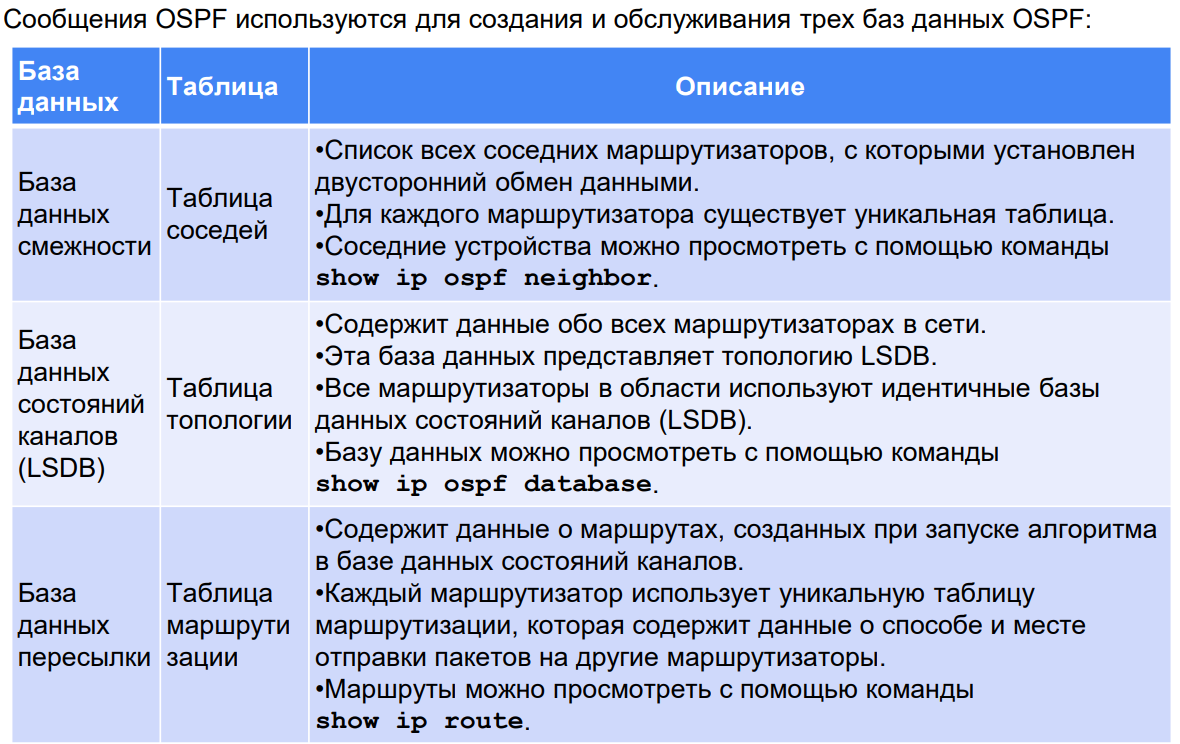 Сообщения OSPF используются для создания и обслуживания трех баз данных OSPF:
База
данных
Таблица
Описание
База
данных
смежности
Таблица
соседей
•Список всех соседних маршрутизаторов, с которыми установлен
двусторонний обмен данными.
•Для каждого маршрутизатора существует уникальная таблица.
•Соседние устройства можно просмотреть с помощью команды
show ip ospf neighbor.
База
данных
состояний
каналов
(LSDB)
Таблица
топологии
•Содержит данные обо всех маршрутизаторах в сети.
•Эта база данных представляет топологию LSDB.
•Все маршрутизаторы в области используют идентичные базы
данных состояний каналов (LSDB).
•Базу данных можно просмотреть с помощью команды
show ip ospf database.
База
данных
пересылки
Таблица
маршрути
зации
•Содержит данные о маршрутах, созданных при запуске алгоритма
в базе данных состояний каналов.
•Каждый маршрутизатор использует уникальную таблицу
маршрутизации, которая содержит данные о способе и месте
отправки пакетов на другие маршрутизаторы.
•Маршруты можно просмотреть с помощью команды
show ip route.